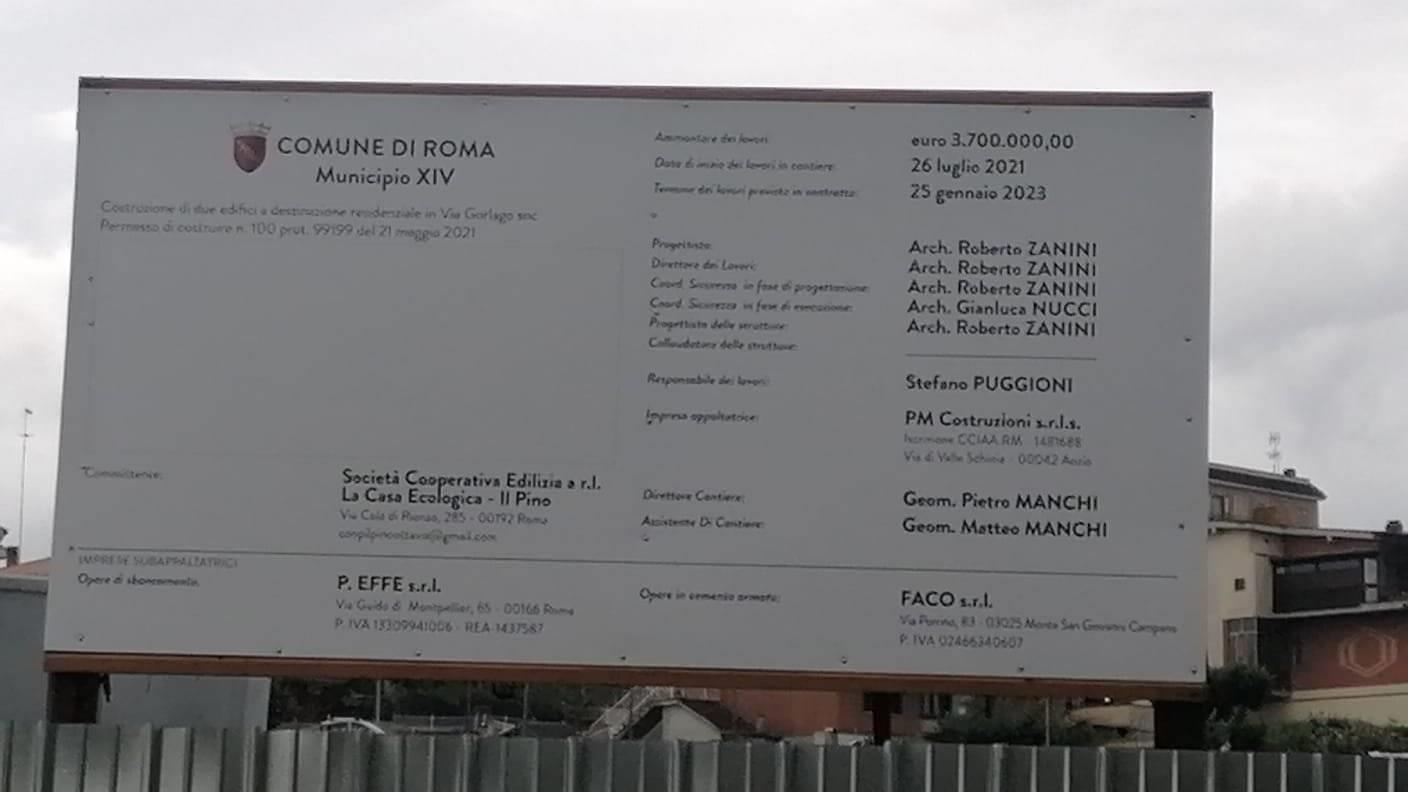 COMUNE DI ROMA
Municipio XIV
Costruzione di due edifici a destinazione residenziale in Via Gorlago snc
Permesso di costruire n. 100 prot. 99199 del 21 maggio 2021
Committente:
Società Cooperativa Edilizia a r.l.
La Casa Ecologica - Il Pino
Via Cola di Rienzo, 285 - 00192 Roma
@gmail.com
Ammontare dei lavori: euro 3.700.000,00
Data di inizio dei lavori in cantiere: 26 luglio 2021
Termine dei lavori previsto in contratto: 25 gennaio 2023
Progettista: Arch. Roberto ZANINI
Direttore dei Lavori: Arch. Roberto ZANINI
Coord. Sicurezza in fase di progettazione: Arch. Roberto ZANINI
Coord. Sicurezza in fase di esecuzione: Arch. Gianluca NUCCI
Progettista delle strutture: Arch. Roberto ZANINI
Collaudatore delle strutture:
Responsabile dei lavori: Stefano PUGGIONI
Impresa appaltatrice: PM Costruzioni s.r.l.s.
Iscrizione CCIAA RM - 1481688
Via di Valle Schioia - 00042 Anzio
Direttore Cantiere: Geom. Pietro MANCHI
Assistente Di Cantiere: Geom. Matteo MANCHI
IMPRESE SUBAPPALTATRICI
Opere di sbancamento: P. EFFE s.r.l.
Via Guido di Montpellier, 65 - 00166 Roma
P. IVA 13309941006 - REA 1437587
Opere in cemento armato: FACO s.r.l.
Via Porrino, 83 - 03025 Monte San Giovanni Campano
P. IVA 02466340607